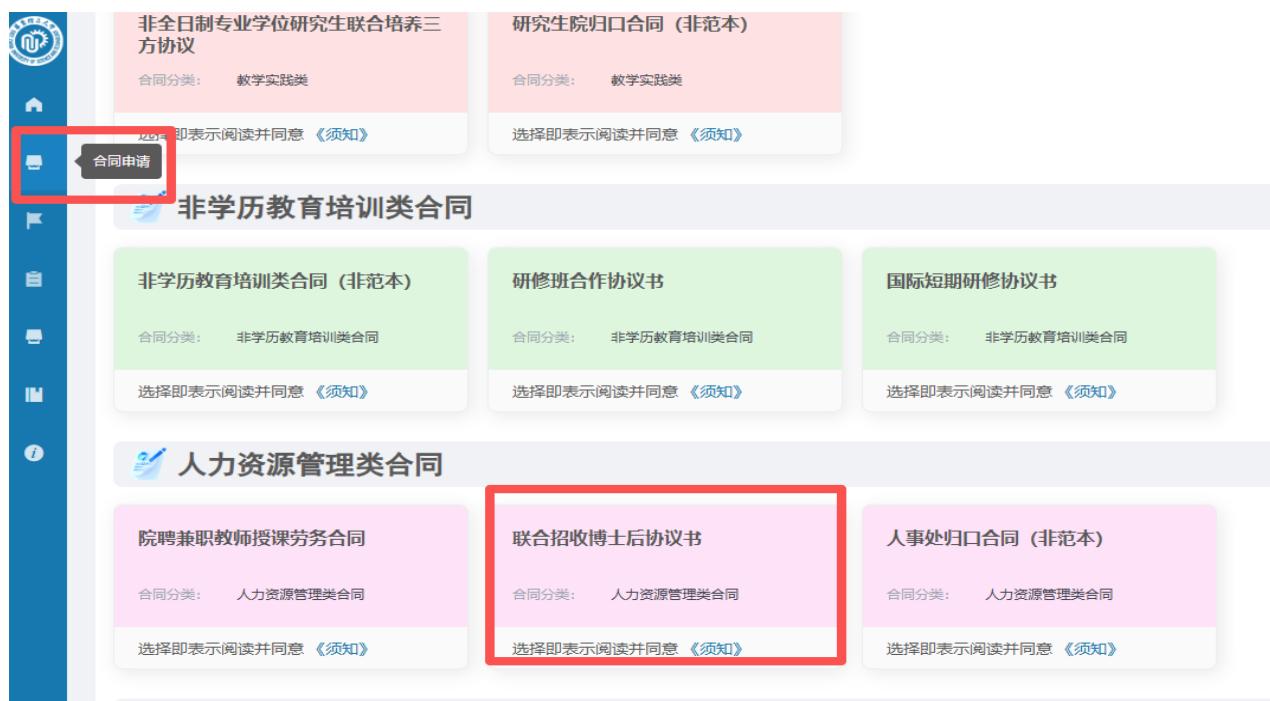 非全日制专业学位研究生联合培养三
方协议
合同分类： 教学实践类
选择即表示阅读并同意 《须知》
研究生院归口合同（非范本）
合同分类： 教学实践类
选择即表示阅读并同意 《须知》
合同申请
非学历教育培训类合同
非学历教育培训类合同（非范本）
合同分类： 非学历教育培训类合同
选择即表示阅读并同意 《须知》
研修班合作协议书
合同分类： 非学历教育培训类合同
选择即表示阅读并同意 《须知》
国际短期研修协议书
合同分类： 非学历教育培训类合同
选择即表示阅读并同意 《须知》
人力资源管理类合同
院聘兼职教师授课劳务合同
合同分类： 人力资源管理类合同
选择即表示阅读并同意 《须知》
联合招收博士后协议书
合同分类： 人力资源管理类合同
选择即表示阅读并同意 《须知》
人事处归口合同（非范本）
合同分类： 人力资源管理类合同
选择即表示阅读并同意 《须知》